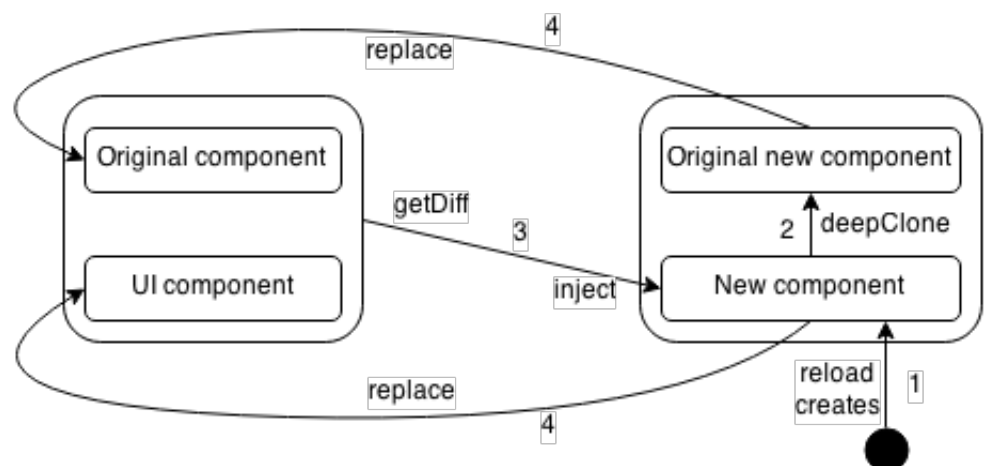 4
replace
Original component
Original new component
getDiff
3
2
deepClone
UI component
inject
New component
replace
4
reload
creates
1